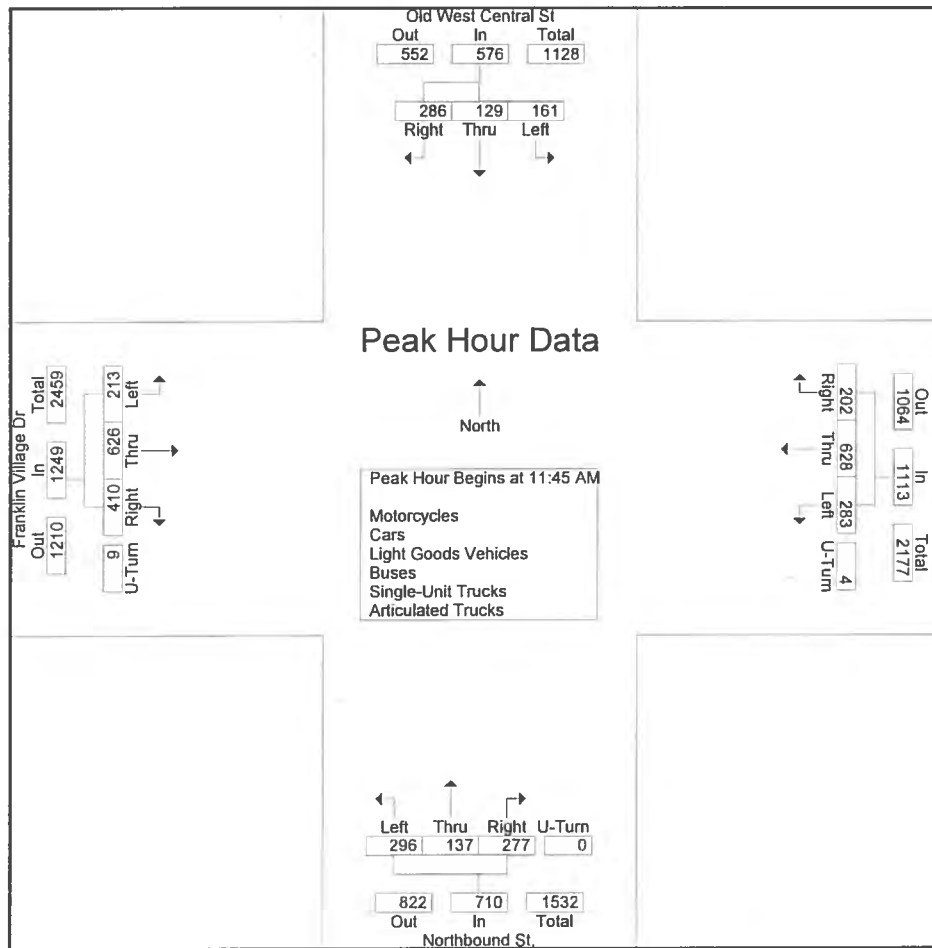 Old West Central St
Out In Total
552 576 1128
286 129 161
Right Thru Left
Peak Hour Data
North
Peak Hour Begins at 11:45 AM
Motorcycles
Cars
Light Goods Vehicles
Buses
Single-Unit Trucks
Articulated Trucks
Franklin Village Dr
Out In Total
1210 1249 2459
213 626 410 9
Left Thru Right U-Turn
Right Thru Left U-Turn
202 628 283 4
1064 1113 2177
Out In Total
Left Thru Right U-Turn
296 137 277 0
822 710 1532
Out In Total
Northbound St,